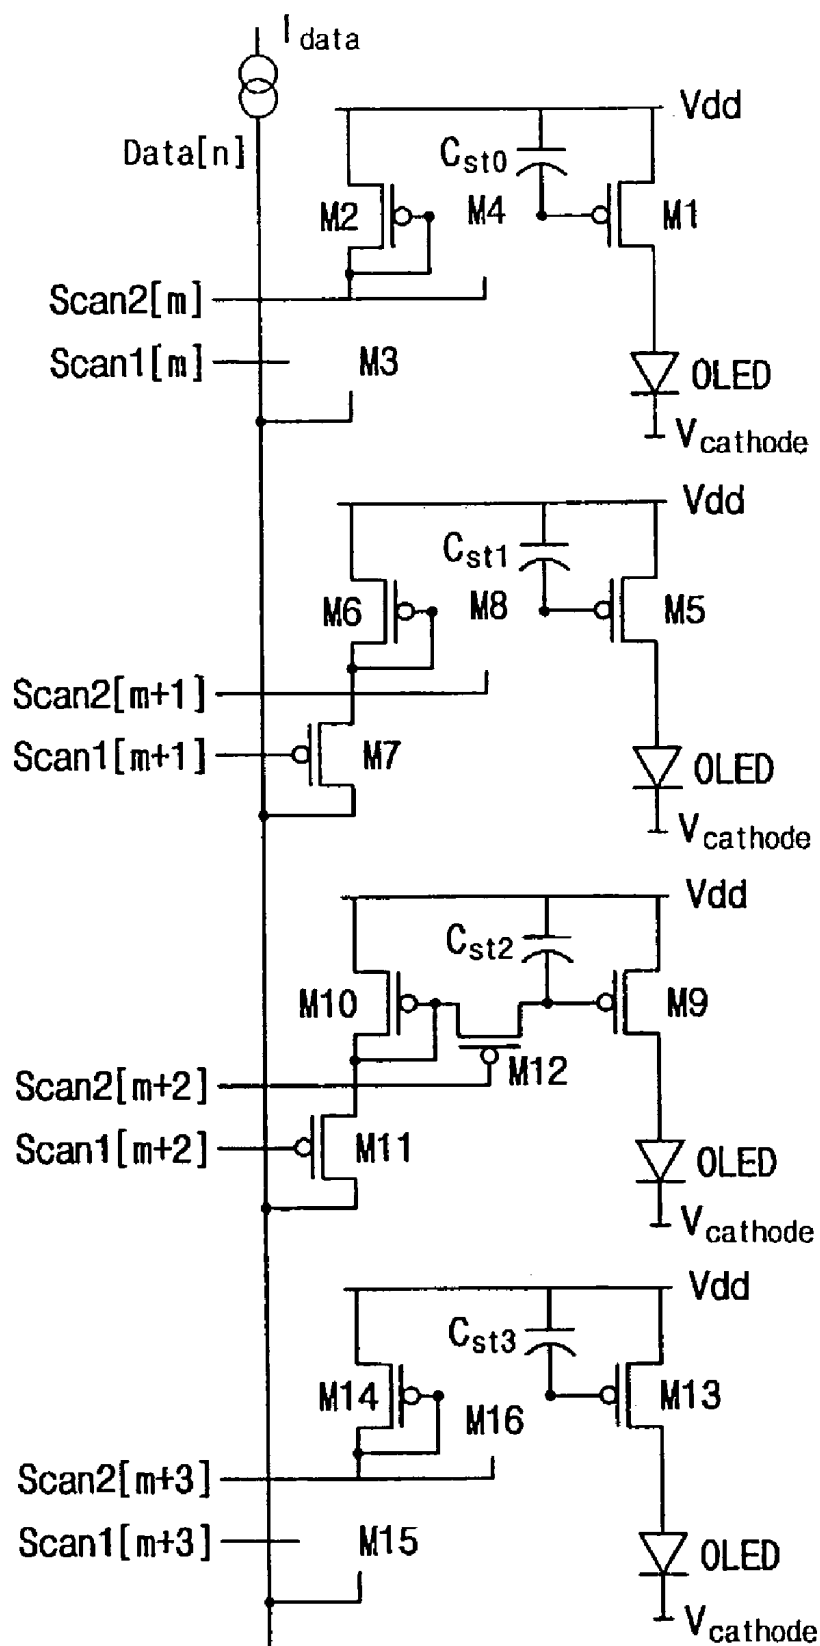 Idata
Data[n]
Vdd
Cst0
M2
M4
M1
Scan2[m]
Scan1[m]
M3
OLED
Vcathode
Vdd
Cst1
M6
M8
M5
Scan2[m+1]
Scan1[m+1]
M7
OLED
Vcathode
Vdd
Cst2
M10
M9
M12
Scan2[m+2]
Scan1[m+2]
M11
OLED
Vcathode
Vdd
Cst3
M14
M16
M13
Scan2[m+3]
Scan1[m+3]
M15
OLED
Vcathode